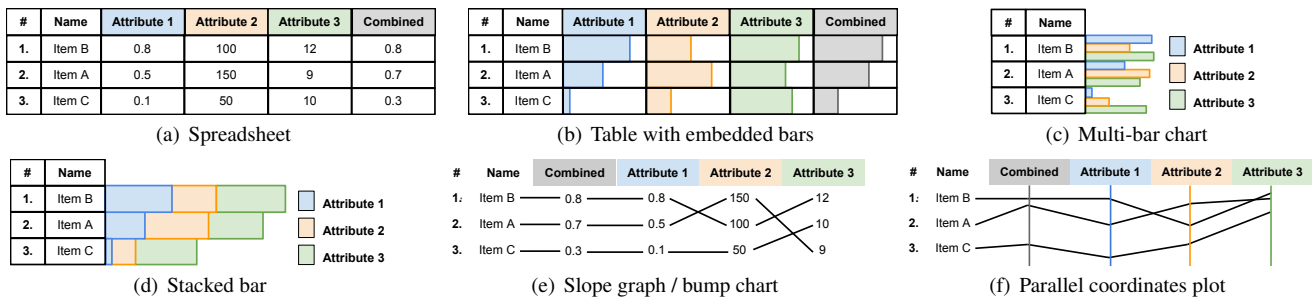 # Name Attribute 1 Attribute 2 Attribute 3 Combined
1. Item B 0.8 100 12 0.8
2. Item A 0.5 150 9 0.7
3. Item C 0.1 50 10 0.3
(a) Spreadsheet
# Name Attribute 1 Attribute 2 Attribute 3 Combined
1. Item B
2. Item A
3. Item C
(b) Table with embedded bars
# Name
1. Item B
2. Item A
3. Item C
Attribute 1
Attribute 2
Attribute 3
(c) Multi-bar chart
# Name
1. Item B
2. Item A
3. Item C
Attribute 1
Attribute 2
Attribute 3
(d) Stacked bar
# Name Combined Attribute 1 Attribute 2 Attribute 3
1. Item B 0.8 0.8 150 12
2. Item A 0.7 0.5 100 10
3. Item C 0.3 0.1 50 9
(e) Slope graph / bump chart
# Name Combined Attribute 1 Attribute 2 Attribute 3
1. Item B
2. Item A
3. Item C
(f) Parallel coordinates plot